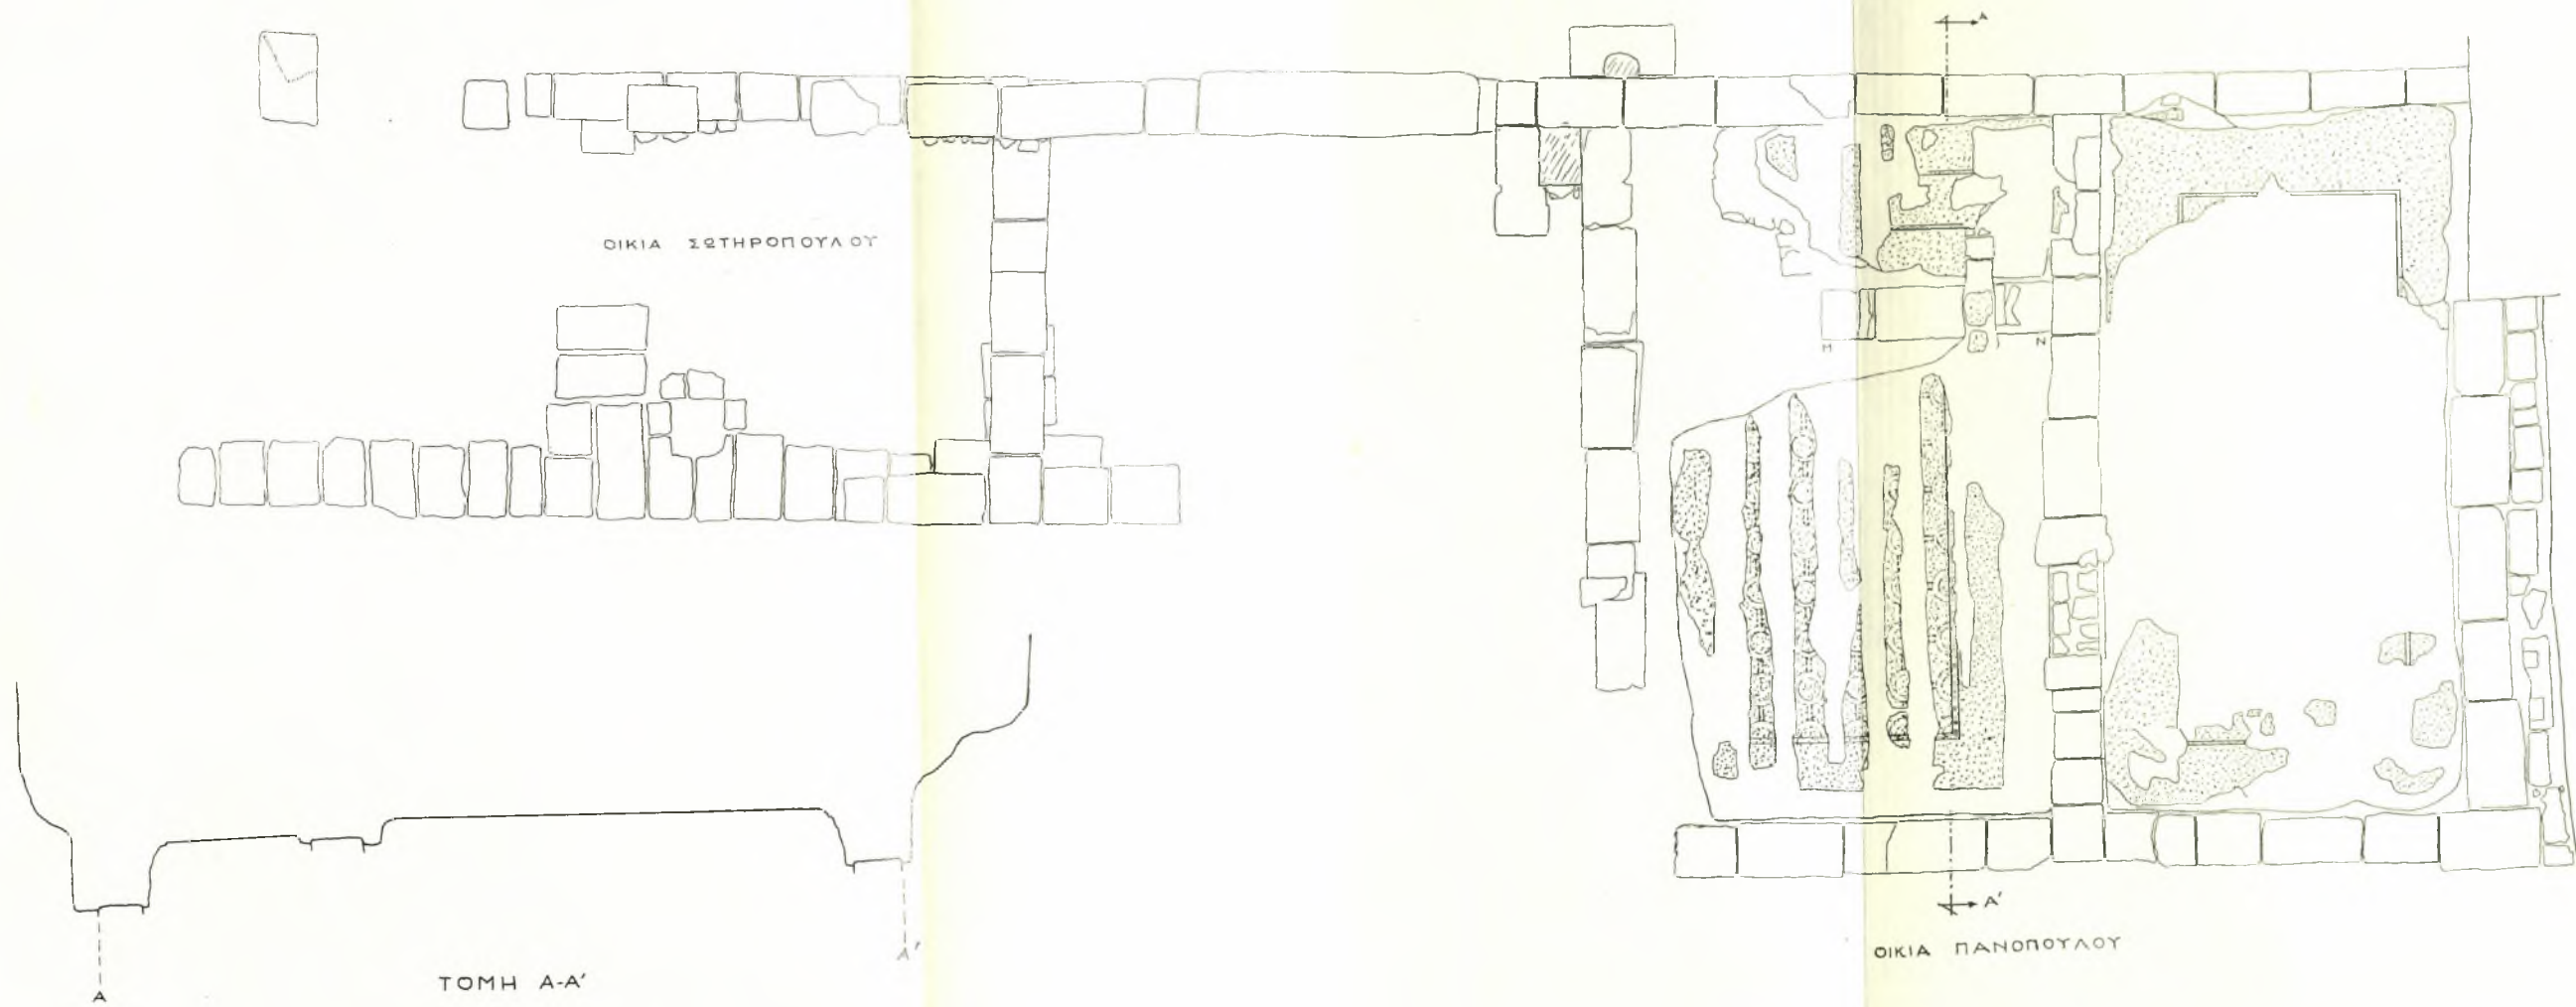 Α
ΟΙΚΙΑ ΣΩΤΗΡΟΠΟΥΛΟΥ
Η Ν
Α Α'
ΤΟΜΗ Α-Α'
Α'
ΟΙΚΙΑ ΠΑΝΟΠΟΥΛΟΥ